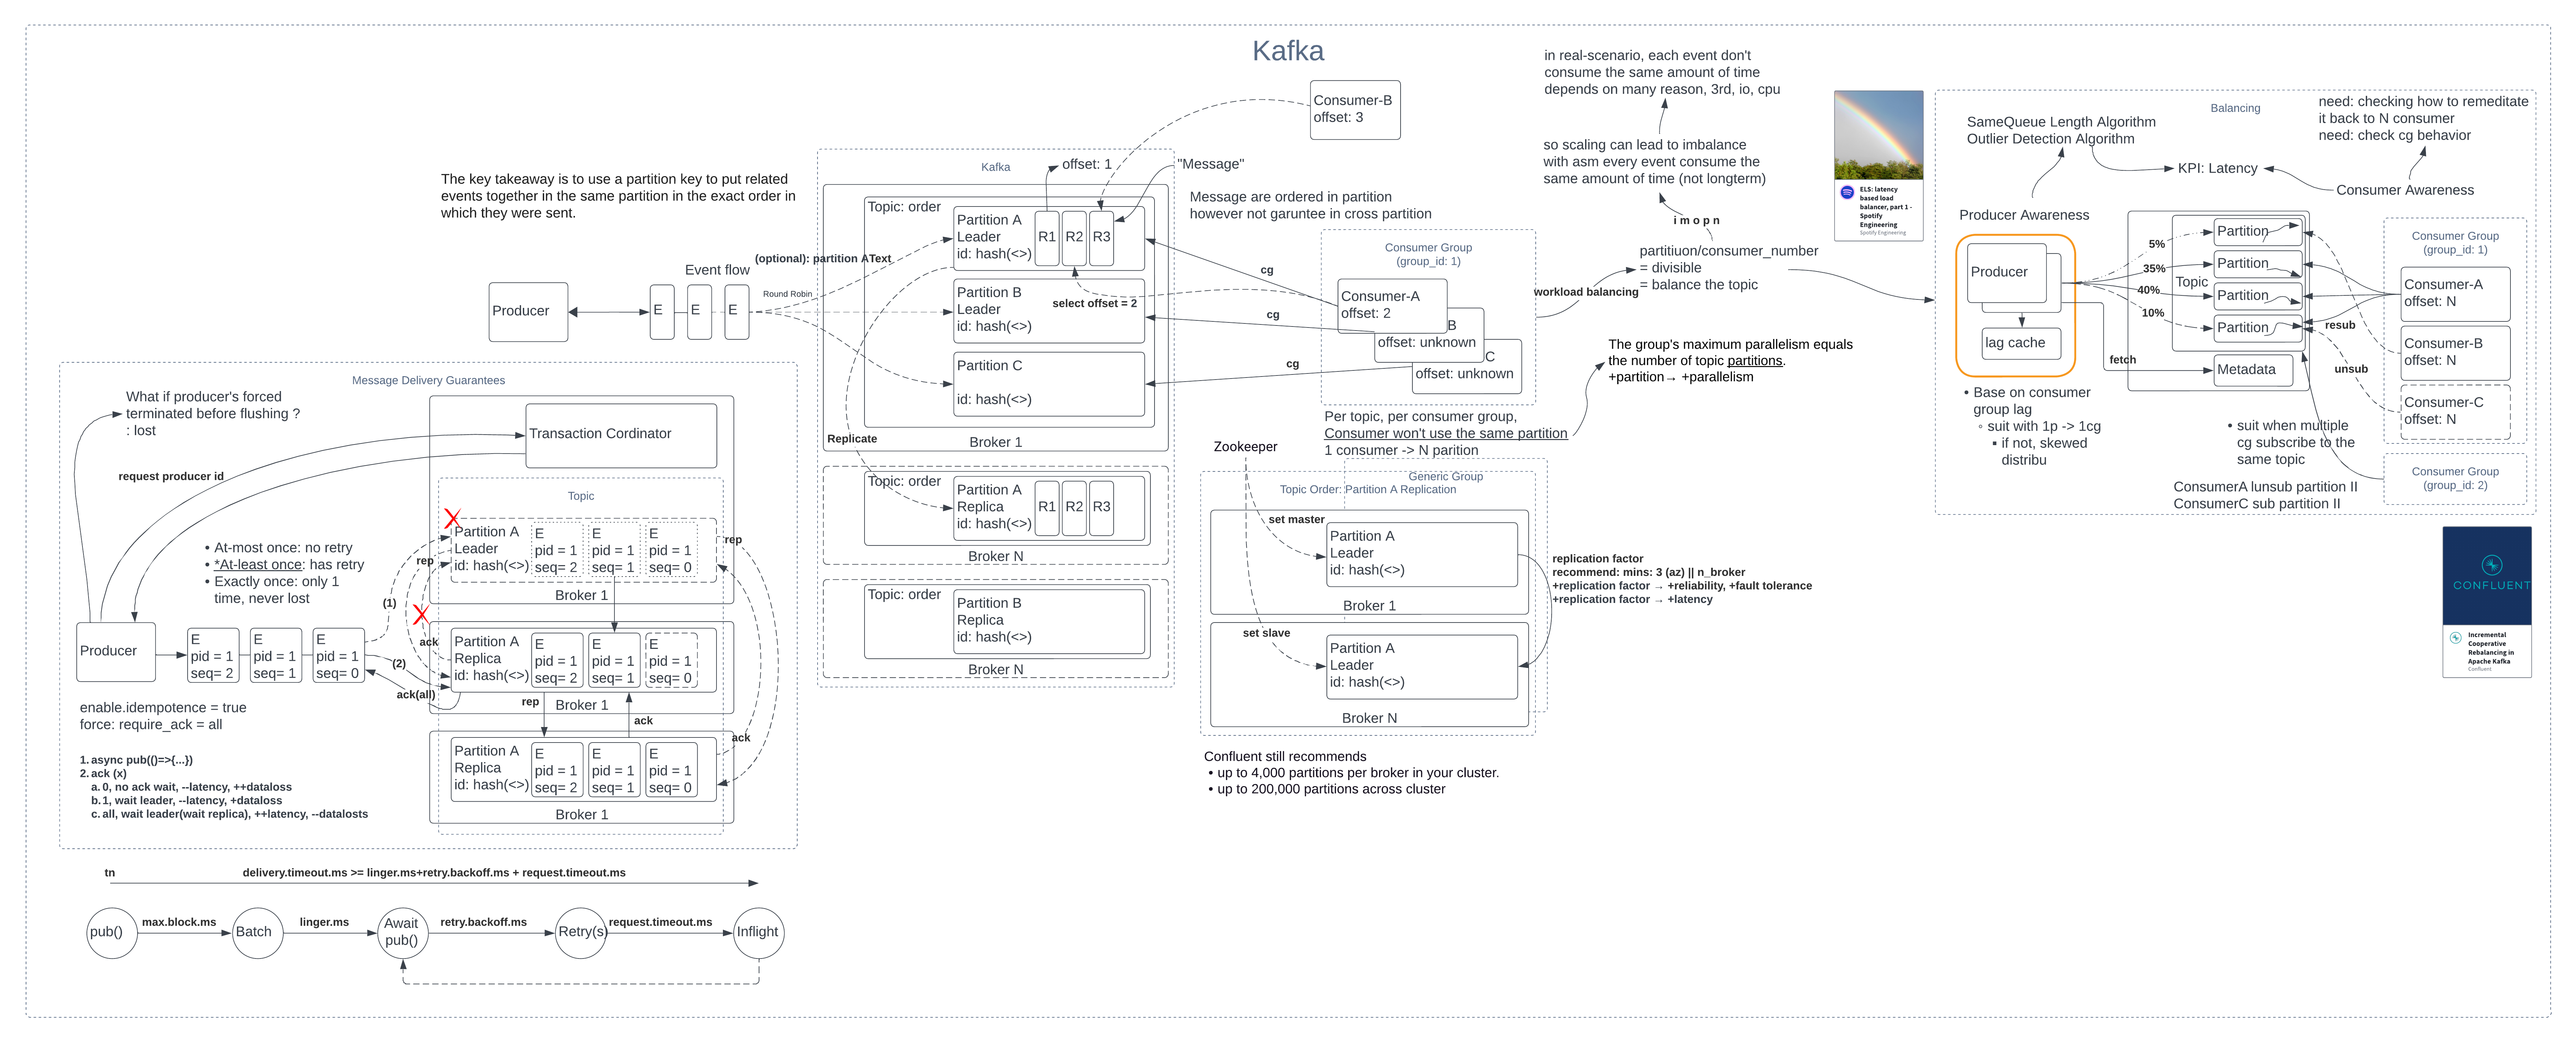 Kafka
The key takeaway is to use a partition key to put related
events together in the same partition in the exact order in
which they were sent.
Producer
Event flow
E
E
E
(optional): partition AText
Round Robin
Kafka
offset: 1
"Message"
Consumer-B
offset: 3
Message are ordered in partition
however not garuntee in cross partition
Topic: order
Partition A
Leader
id: hash(<>)
R1
R2
R3
Partition B
Leader
id: hash(<>)
select offset = 2
Partition C
id: hash(<>)
Broker 1
Replicate
Topic: order
Partition A
Replica
id: hash(<>)
R1
R2
R3
Broker N
Topic: order
Partition B
Replica
id: hash(<>)
Broker N
cg
cg
cg
Consumer Group
(group_id: 1)
Consumer-A
offset: 2
B
offset: unknown
C
offset: unknown
Per topic, per consumer group,
Consumer won't use the same partition
1 consumer -> N parition
workload balancing
in real-scenario, each event don't
consume the same amount of time
depends on many reason, 3rd, io, cpu
so scaling can lead to imbalance
with asm every event consume the
same amount of time (not longterm)
i m o p n
partitiuon/consumer_number
= divisible
= balance the topic
The group's maximum parallelism equals
the number of topic partitions.
+partition→ +parallelism
Zookeeper
Generic Group
Topic Order: Partition A Replication
set master
Partition A
Leader
id: hash(<>)
Broker 1
set slave
Partition A
Leader
id: hash(<>)
Broker N
replication factor
recommend: mins: 3 (az) || n_broker
+replication factor → +reliability, +fault tolerance
+replication factor → +latency
Confluent still recommends
• up to 4,000 partitions per broker in your cluster.
• up to 200,000 partitions across cluster
ELS: latency
based load
balancer, part 1 -
Spotify
Engineering
Spotify Engineering
Balancing
SameQueue Length Algorithm
Outlier Detection Algorithm
need: checking how to remeditate
it back to N consumer
need: check cg behavior
KPI: Latency
Consumer Awareness
Producer Awareness
Producer
lag cache
5%
35%
40%
10%
fetch
Topic
Partition
Partition
Partition
Partition
Metadata
resub
unsub
Consumer Group
(group_id: 1)
Consumer-A
offset: N
Consumer-B
offset: N
Consumer-C
offset: N
Consumer Group
(group_id: 2)
• Base on consumer
group lag
◦ suit with 1p -> 1cg
▪ if not, skewed
distribu
• suit when multiple
cg subscribe to the
same topic
ConsumerA lunsub partition II
ConsumerC sub partition II
CONFLUENT
Incremental
Cooperative
Rebalancing in
Apache Kafka
Confluent
Message Delivery Guarantees
What if producer's forced
terminated before flushing ?
: lost
request producer id
Transaction Cordinator
• At-most once: no retry
• *At-least once: has retry
• Exactly once: only 1
time, never lost
Producer
E
pid = 1
seq= 2
E
pid = 1
seq= 1
E
pid = 1
seq= 0
(1)
(2)
ack(all)
rep
ack
Topic
X
Partition A
Leader
id: hash(<>)
E
pid = 1
seq= 2
E
pid = 1
seq= 1
E
pid = 1
seq= 0
rep
Broker 1
X
Partition A
Replica
id: hash(<>)
E
pid = 1
seq= 2
E
pid = 1
seq= 1
E
pid = 1
seq= 0
rep
Broker 1
ack
ack
Partition A
Replica
id: hash(<>)
E
pid = 1
seq= 2
E
pid = 1
seq= 1
E
pid = 1
seq= 0
Broker 1
enable.idempotence = true
force: require_ack = all
1. async pub(()=>{...})
2. ack (x)
a. 0, no ack wait, --latency, ++dataloss
b. 1, wait leader, --latency, +dataloss
c. all, wait leader(wait replica), ++latency, --datalosts
tn
delivery.timeout.ms >= linger.ms+retry.backoff.ms + request.timeout.ms
pub()
max.block.ms
Batch
linger.ms
Await
pub()
retry.backoff.ms
Retry(s)
request.timeout.ms
Inflight